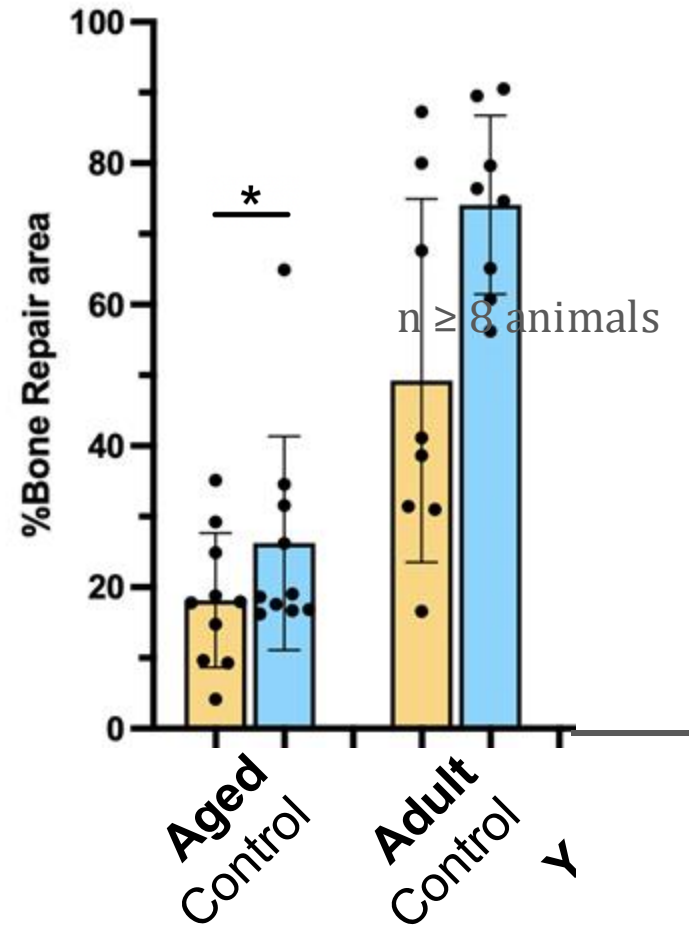 %Bone Repair area
100
80
60
40
20
0
*
n ≥ 8 animals
Aged
Control
Adult
Control
Y